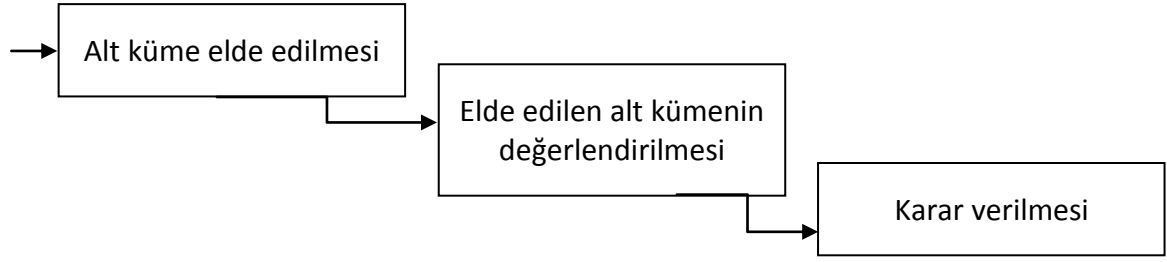 Alt küme elde edilmesi
Elde edilen alt kümenin
değerlendirilmesi
Karar verilmesi